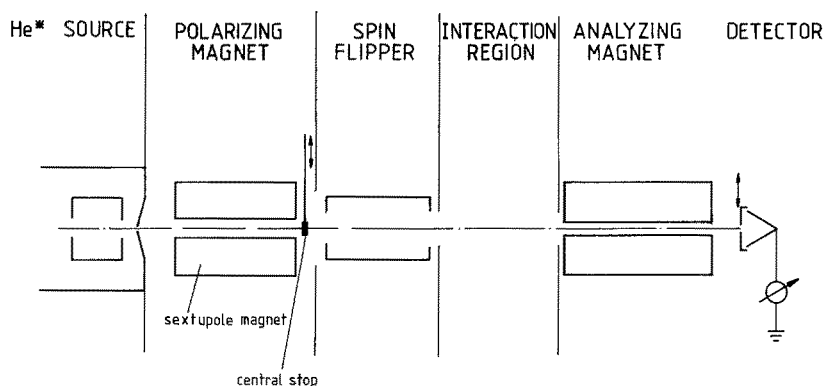 He* SOURCE
POLARIZING
MAGNET
SPIN
FLIPPER
INTERACTION
REGION
ANALYZING
MAGNET
DETECTOR
sextupole magnet
central stop